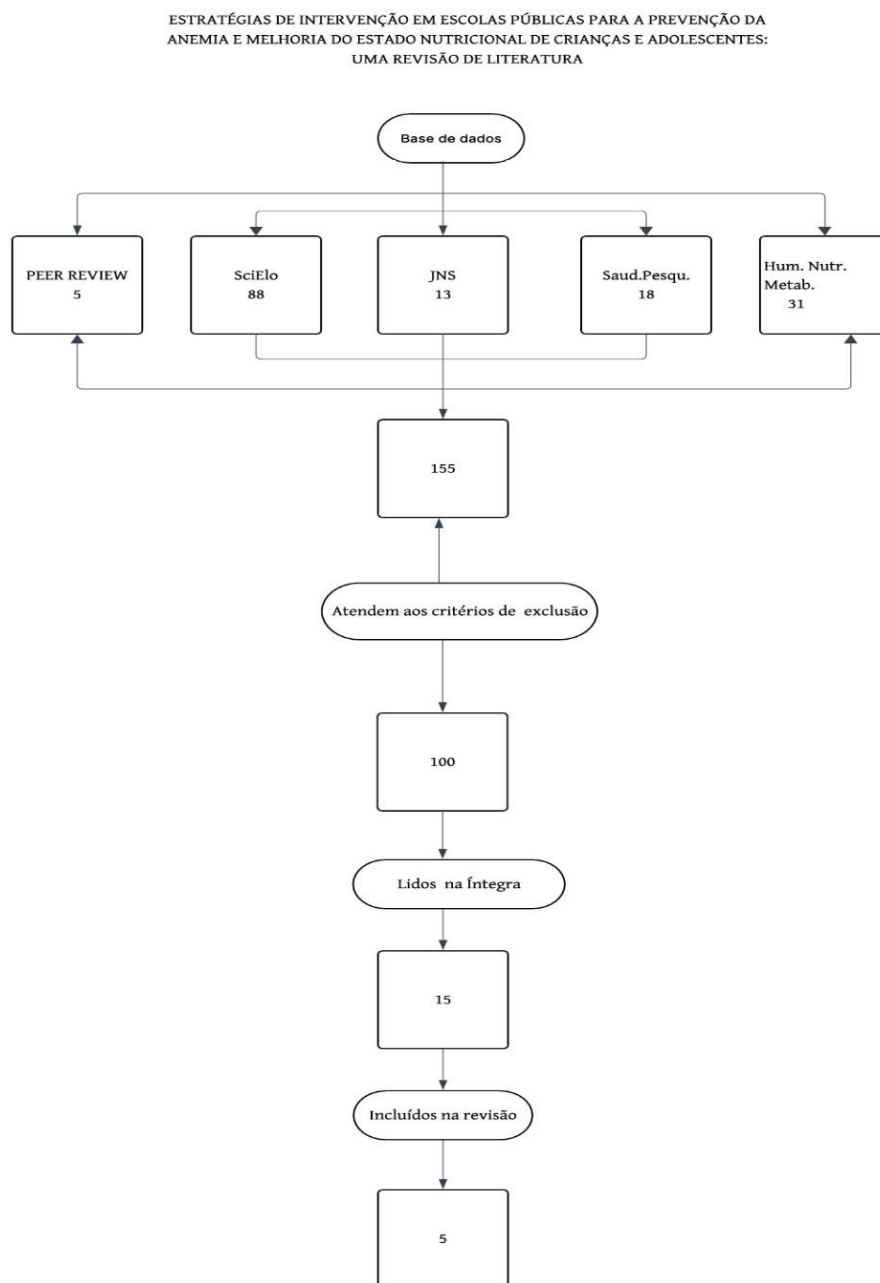 ESTRATÉGIAS DE INTERVENÇÃO EM ESCOLAS PÚBLICAS PARA A PREVENÇÃO DA
ANEMIA E MELHORIA DO ESTADO NUTRICIONAL DE CRIANÇAS E ADOLESCENTES:
UMA REVISÃO DE LITERATURA
Base de dados
PEER REVIEW
5
SciElo
88
JNS
13
Saud.Pesqu.
18
Hum. Nutr.
Metab.
31
155
Atendem aos critérios de exclusão
100
Lidos na Íntegra
15
Incluídos na revisão
5